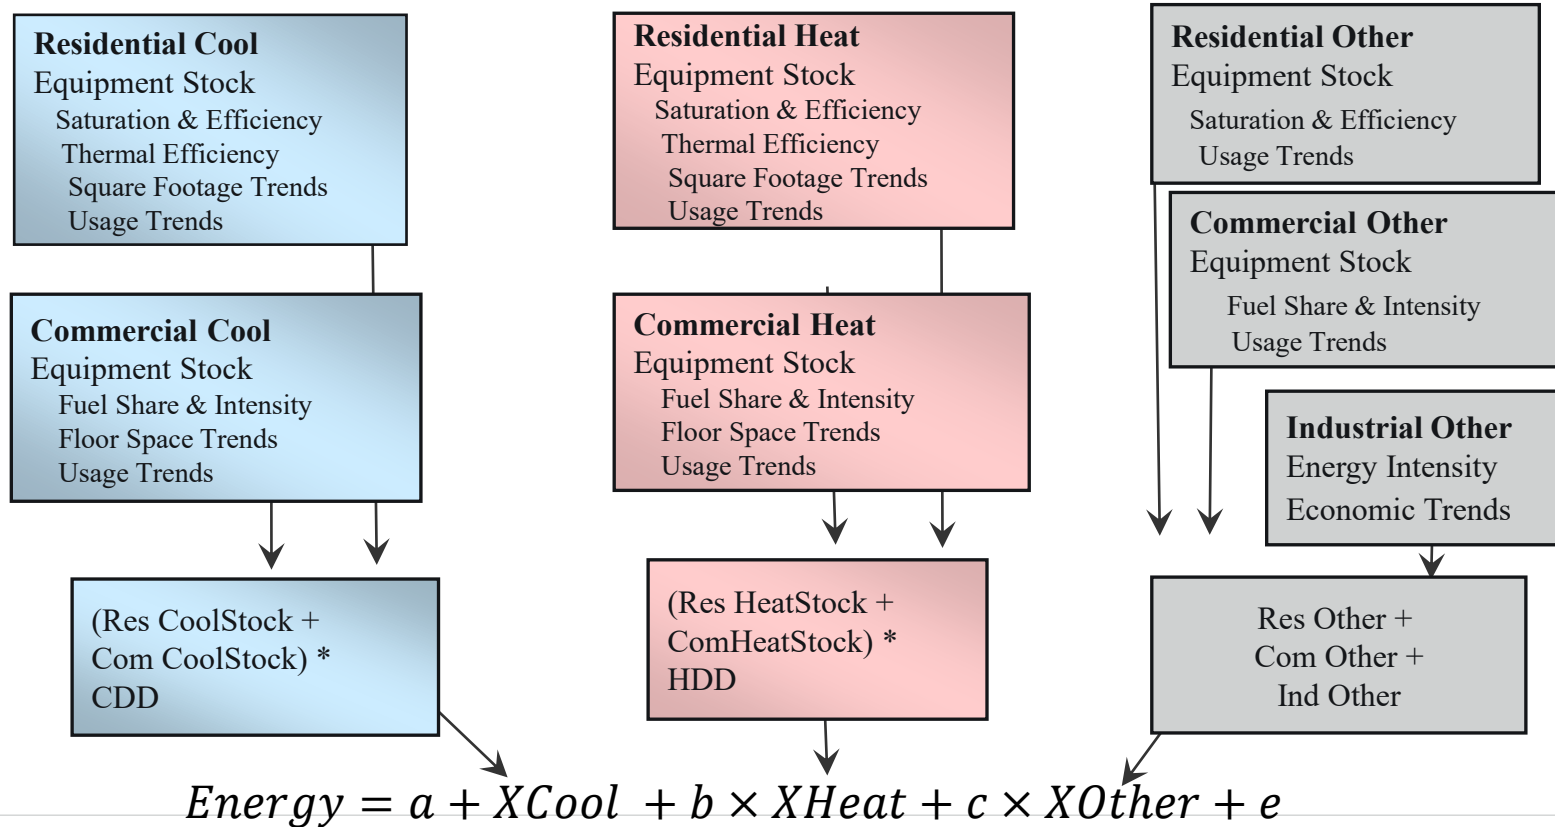 Residential Cool
Equipment Stock
Saturation & Efficiency
Thermal Efficiency
Square Footage Trends
Usage Trends
Commercial Cool
Equipment Stock
Fuel Share & Intensity
Floor Space Trends
Usage Trends
(Res CoolStock +
Com CoolStock) *
CDD
Residential Heat
Equipment Stock
Saturation & Efficiency
Thermal Efficiency
Square Footage Trends
Usage Trends
Commercial Heat
Equipment Stock
Fuel Share & Intensity
Floor Space Trends
Usage Trends
(Res HeatStock +
ComHeatStock) *
HDD
Residential Other
Equipment Stock
Saturation & Efficiency
Usage Trends
Commercial Other
Equipment Stock
Fuel Share & Intensity
Usage Trends
Industrial Other
Energy Intensity
Economic Trends
Res Other +
Com Other +
Ind Other
Energy = a + XCool + b × XHeat + c × XOther + e